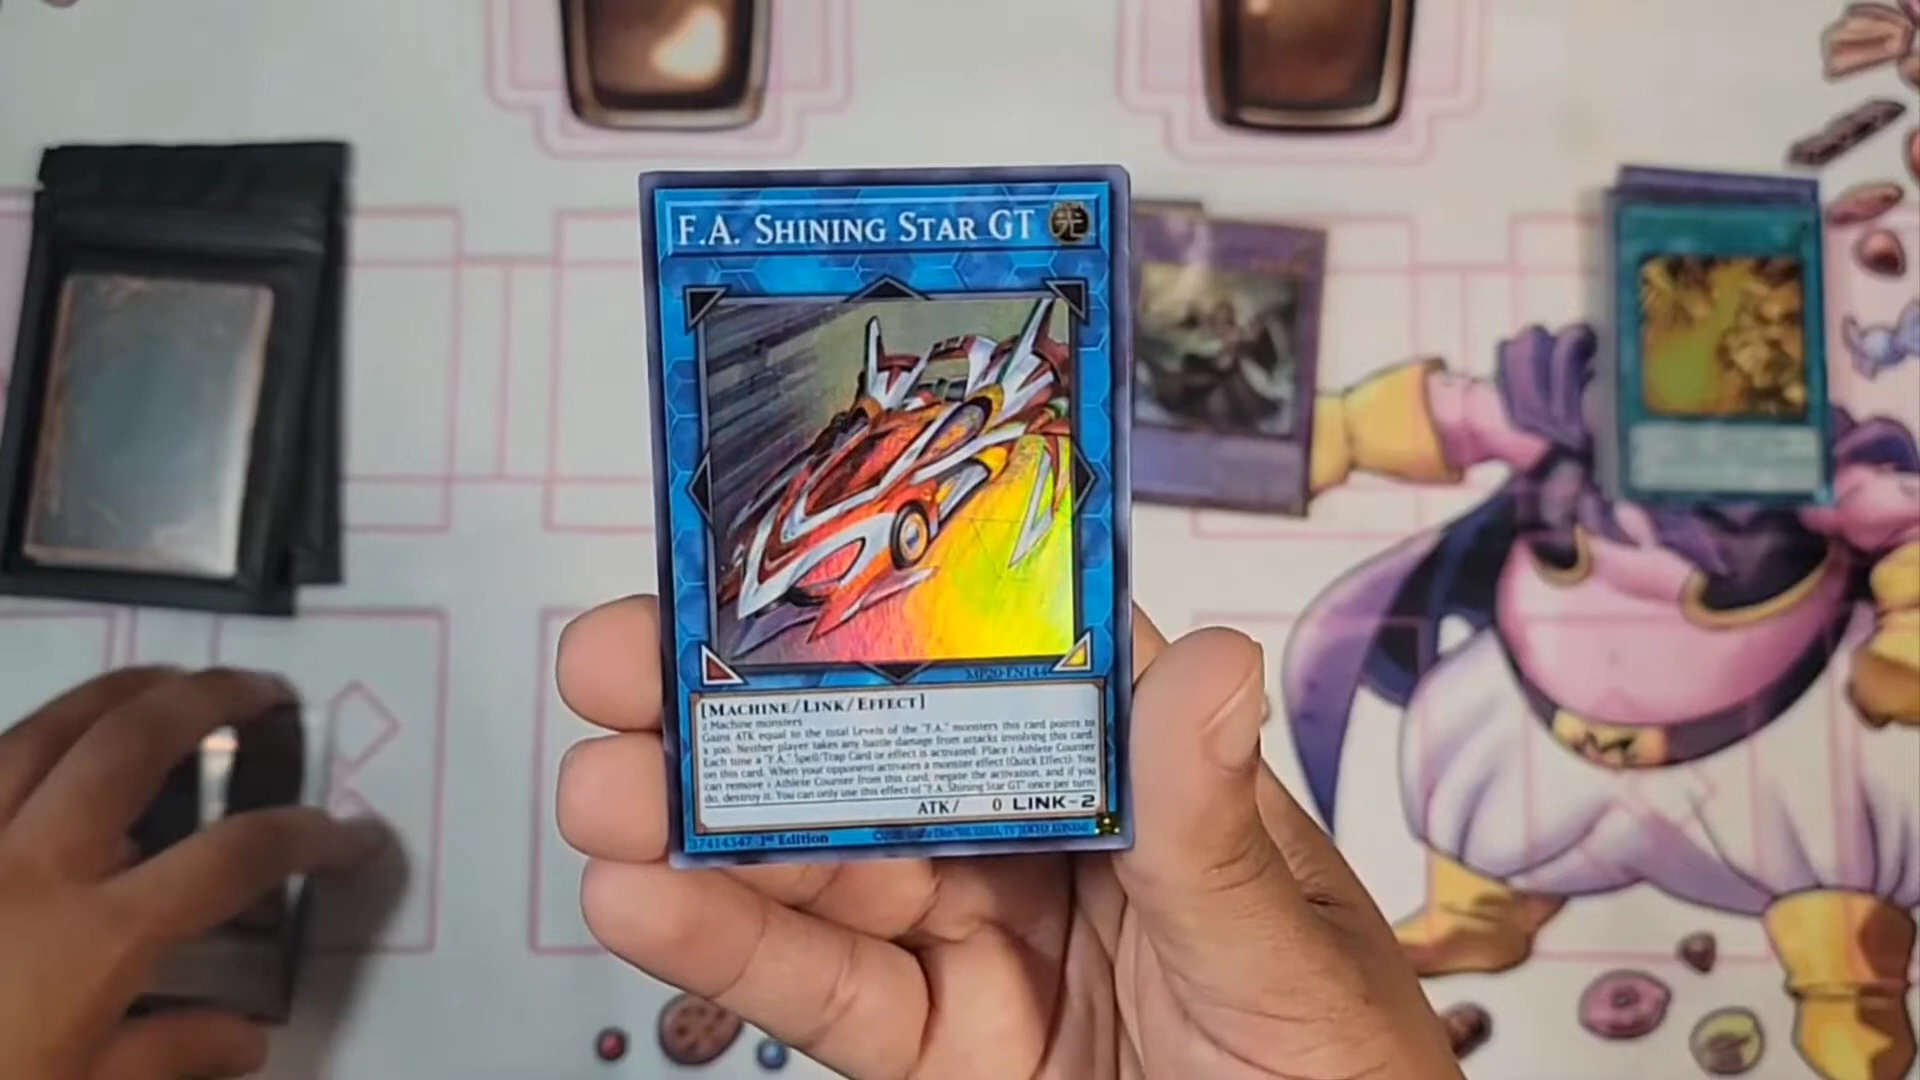 F.A. SHINING STAR GT
光
MP20-EN144
[MACHINE/LINK/EFFECT]
2 Machine monsters
Gains ATK equal to the total Levels of the "F.A." monsters this card points to
x 300. Neither player takes any battle damage from attacks involving this card.
Each time a "F.A." Spell/Trap Card or effect is activated: Place 1 Athlete Counter
on this card. When your opponent activates a monster effect (Quick Effect): You
can remove 1 Athlete Counter from this card; negate the activation, and if you
do, destroy it. You can only use this effect of "F.A. Shining Star GT" once per turn.
ATK/ 0 LINK-2
37414347 1st Edition
M